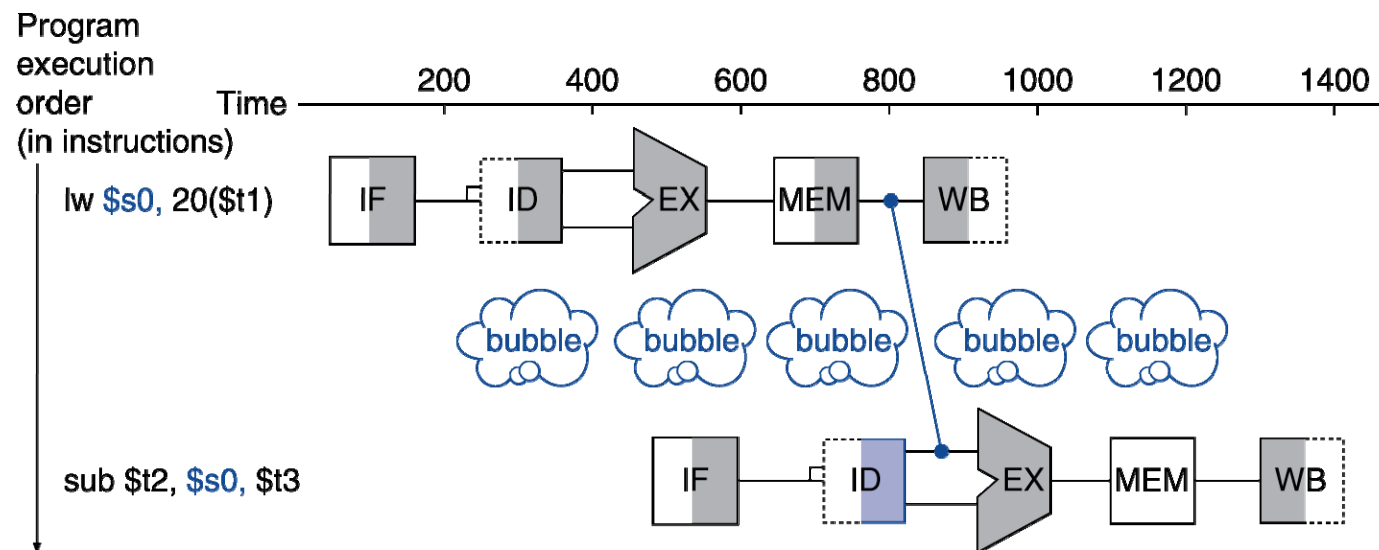 Program
execution
order
(in instructions)
Time
200 400 600 800 1000 1200 1400
lw $s0, 20($t1)
IF ID EX MEM WB
bubble bubble bubble bubble bubble
sub $t2, $s0, $t3
IF ID EX MEM WB